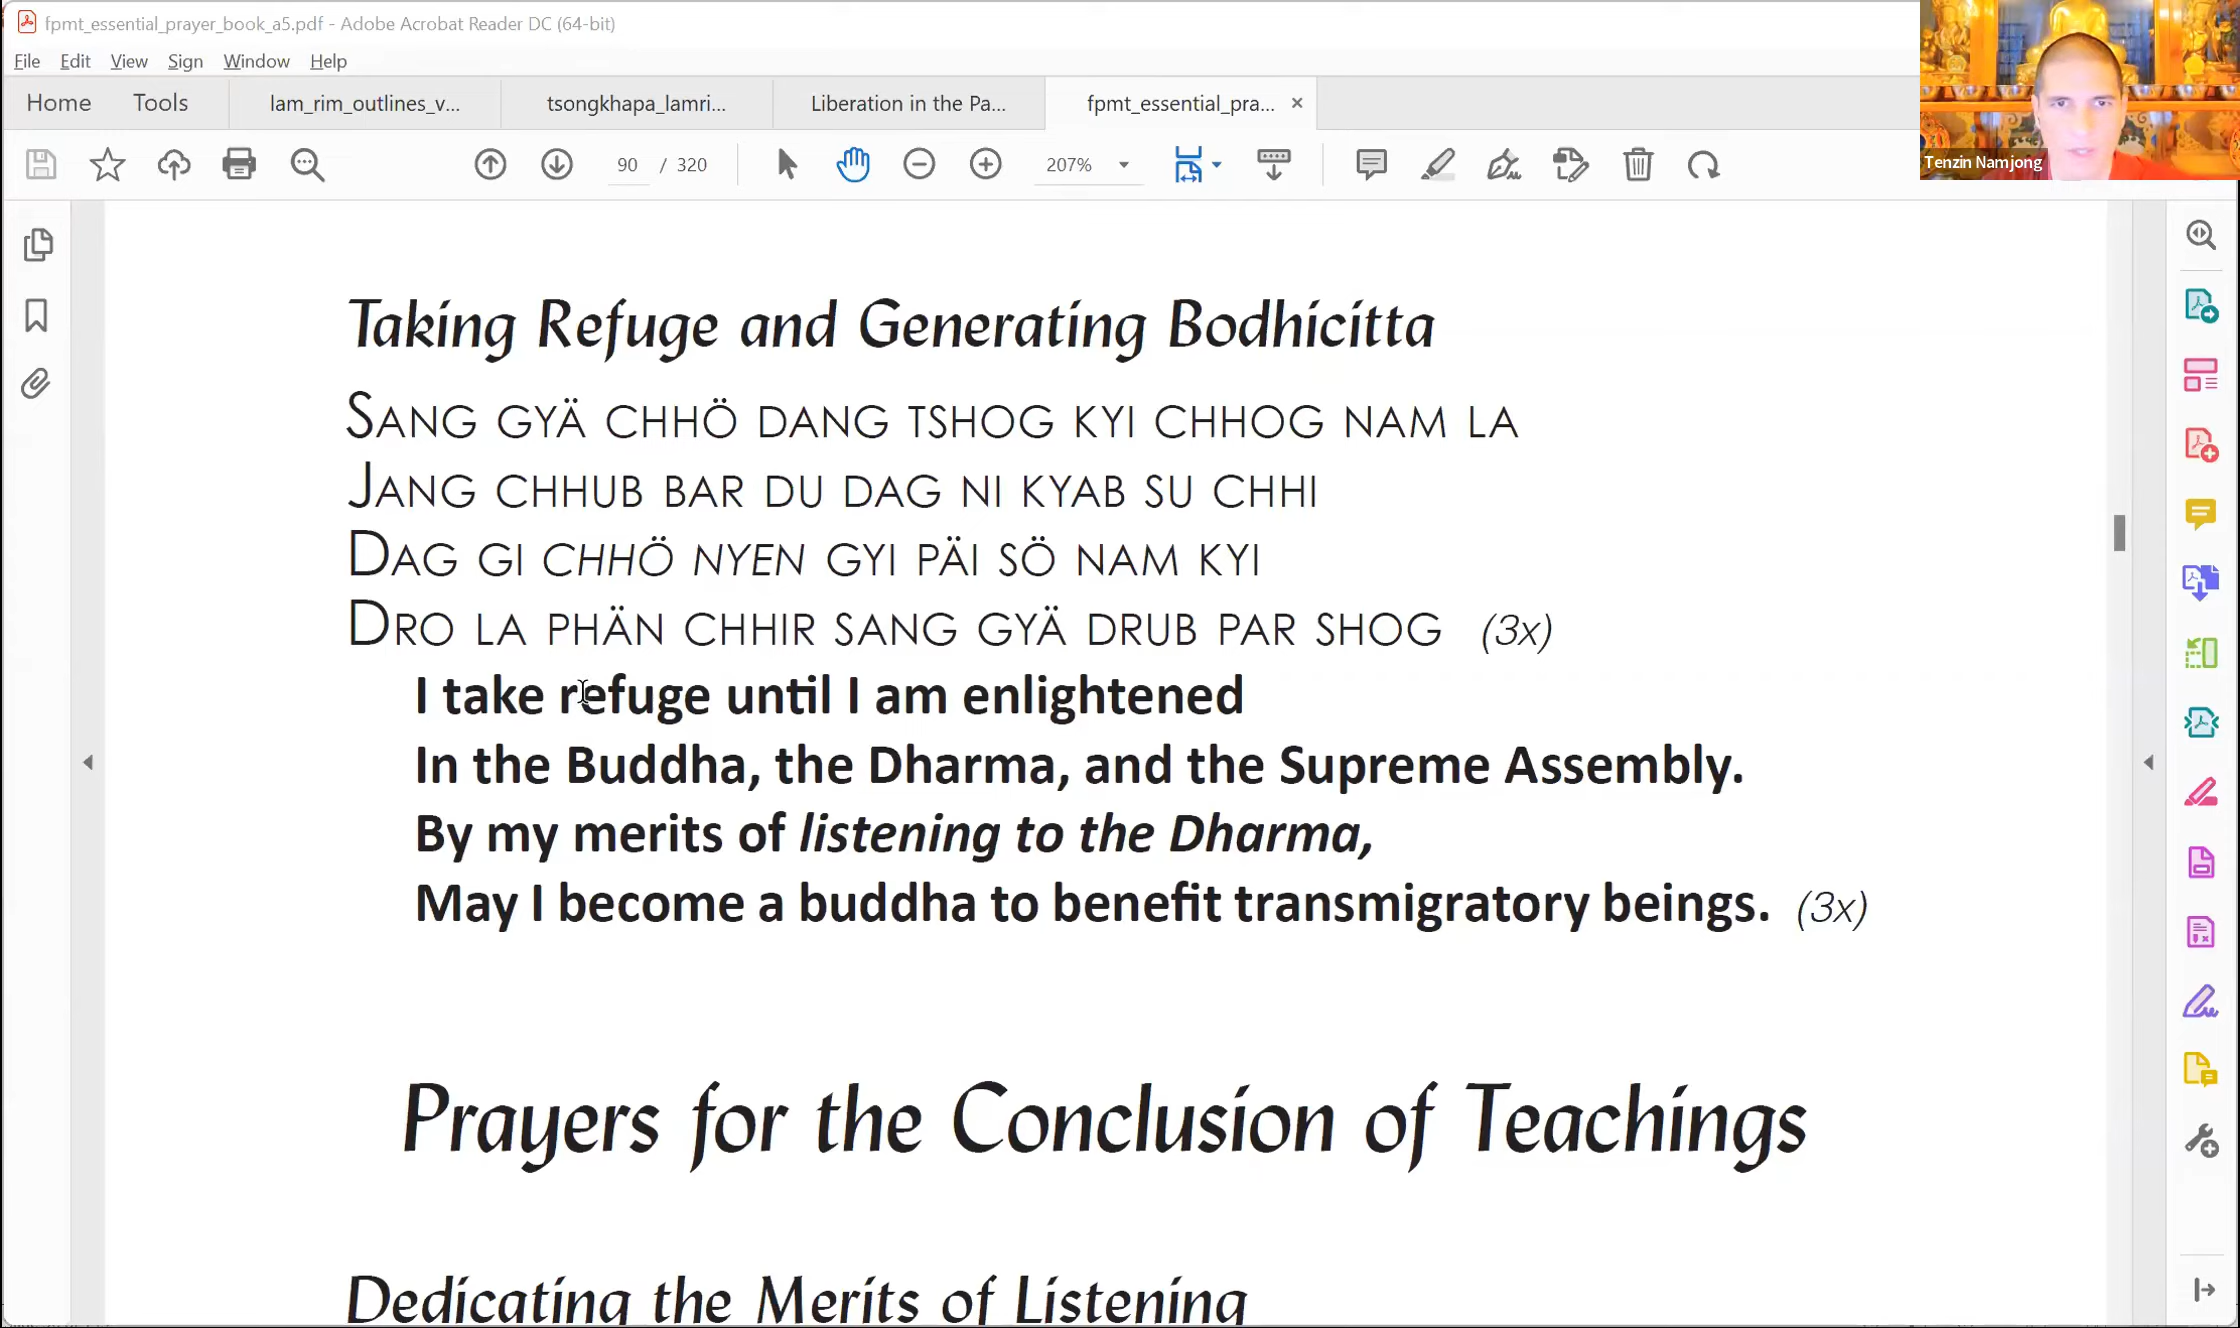 fpmt_essential_prayer_book_a5.pdf - Adobe Acrobat Reader DC (64-bit)
File Edit View Sign Window Help
Home Tools lam_rim_outlines_v... tsongkhapa_lamri... Liberation in the Pa... fpmt_essential_pra... ×
90 / 320 207%
Tenzin Namjong
Taking Refuge and Generating Bodhicitta
SANG GYÄ CHHÖ DANG TSHOG KYI CHHOG NAM LA
JANG CHHUB BAR DU DAG NI KYAB SU CHHI
DAG GI CHHÖ NYEN GYI PÄI SÖ NAM KYI
DRO LA PHÄN CHHIR SANG GYÄ DRUB PAR SHOG (3x)
I take refuge until I am enlightened
In the Buddha, the Dharma, and the Supreme Assembly.
By my merits of listening to the Dharma,
May I become a buddha to benefit transmigratory beings. (3x)
Prayers for the Conclusion of Teachings
Dedicating the Merits of Listening